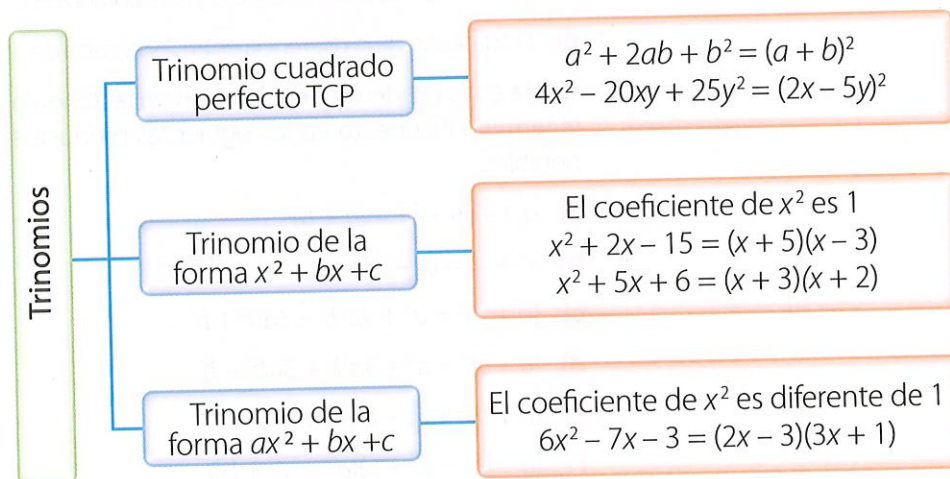 Trinomios
Trinomio cuadrado
perfecto TCP
a² + 2ab + b² = (a + b)²
4x² – 20xy + 25y² = (2x – 5y)²
Trinomio de la
forma x² + bx +c
El coeficiente de x² es 1
x² + 2x – 15 = (x + 5)(x – 3)
x² + 5x + 6 = (x + 3)(x + 2)
Trinomio de la
forma ax² + bx +c
El coeficiente de x² es diferente de 1
6x² – 7x – 3 = (2x – 3)(3x + 1)